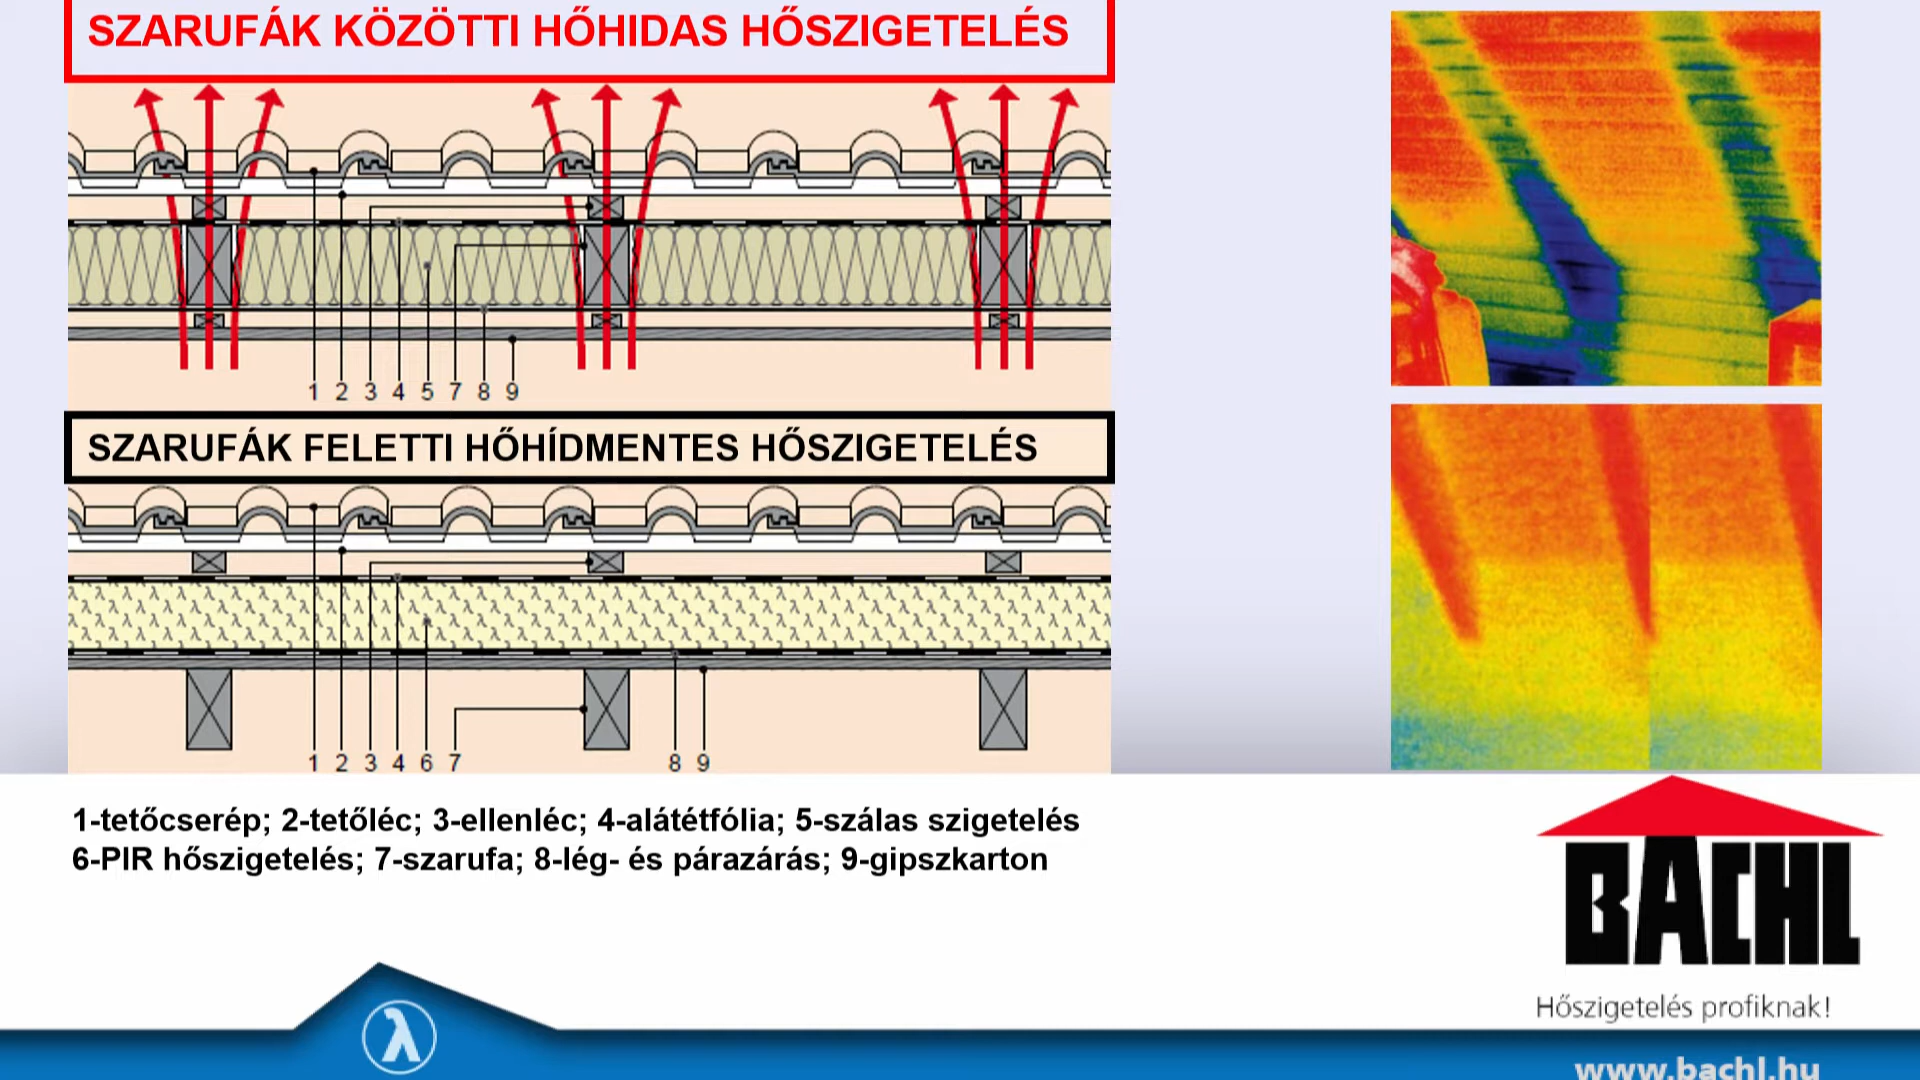 SZARUFÁK KÖZÖTTI HŐHIDAS HŐSZIGETELÉS
1 2 3 4 5 7 8 9
SZARUFÁK FELETTI HŐHÍDMENTES HŐSZIGETELÉS
1 2 3 4 6 7 8 9
1-tetőcserép; 2-tetőléc; 3-ellenléc; 4-alátétfólia; 5-szálas szigetelés
6-PIR hőszigetelés; 7-szarufa; 8-lég- és párazárás; 9-gipszkarton
BACHL
Hőszigetelés profiknak!
λ
www.bachl.hu